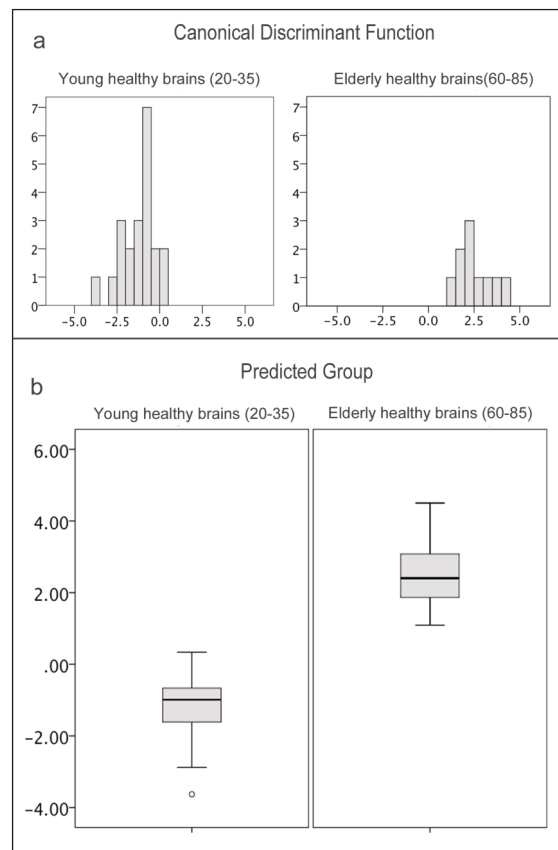 a
Canonical Discriminant Function
Young healthy brains (20-35)
7
6
5
4
3
2
1
0
−5.0 −2.5 0.0 2.5 5.0
Elderly healthy brains(60-85)
7
6
5
4
3
2
1
0
−5.0 −2.5 0.0 2.5 5.0
b
Predicted Group
Young healthy brains (20-35) Elderly healthy brains (60-85)
6.00
4.00
2.00
.00
−2.00
−4.00